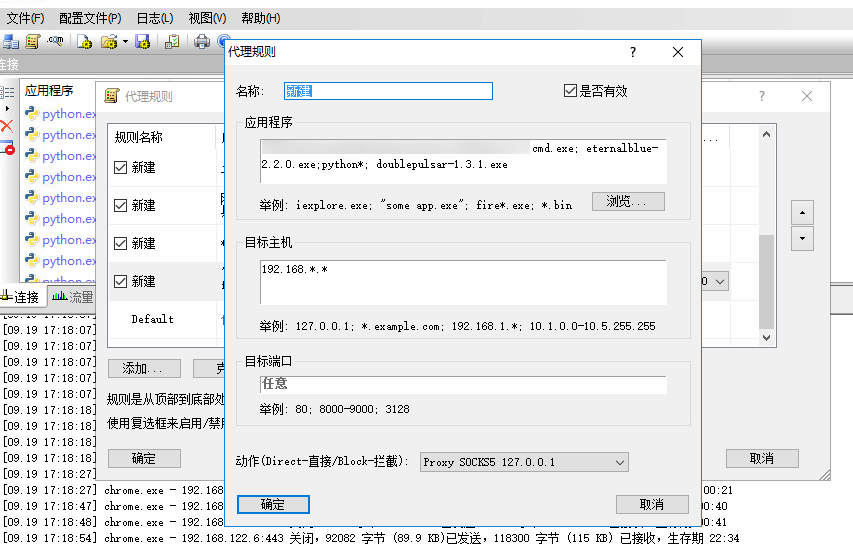 文件(F) 配置文件(P) 日志(L) 视图(V) 帮助(H)
.com
连接
应用程序
python.ex
python.ex
python.ex
python.ex
python.ex
python.ex
python.ex
python.ex
连接 流量
代理规则 ?
规则名称 ...
新建
新建
新建
新建 0
Default
添加...
规则是从顶部到底部处
使用复选框来启用/禁用
确定 取消
代理规则 ?
名称: 新建 是否有效
应用程序
cmd.exe; eternalblue-
2.2.0.exe;python*; doublepulsar-1.3.1.exe
举例: iexplore.exe; "some app.exe"; fire*.exe; *.bin 浏览...
目标主机
192.168.*.*
举例: 127.0.0.1; *.example.com; 192.168.1.*; 10.1.0.0-10.5.255.255
目标端口
任意
举例: 80; 8000-9000; 3128
动作(Direct-直接/Block-拦截): Proxy SOCKS5 127.0.0.1
确定 取消
[09.19 17:18:07]
[09.19 17:18:07]
[09.19 17:18:07]
[09.19 17:18:07]
[09.19 17:18:07]
[09.19 17:18:18]
[09.19 17:18:18]
[09.19 17:18:18]
[09.19 17:18:18]
[09.19 17:18:27]
[09.19 17:18:27] chrome.exe - 192.168 00:21
[09.19 17:18:47] chrome.exe - 192.168 00:40
[09.19 17:18:48] chrome.exe - 192.168 00:41
[09.19 17:18:54] chrome.exe - 192.168.122.6:443 关闭，92082 字节 (89.9 KB)已发送，118300 字节 (115 KB) 已接收，生存期 22:34